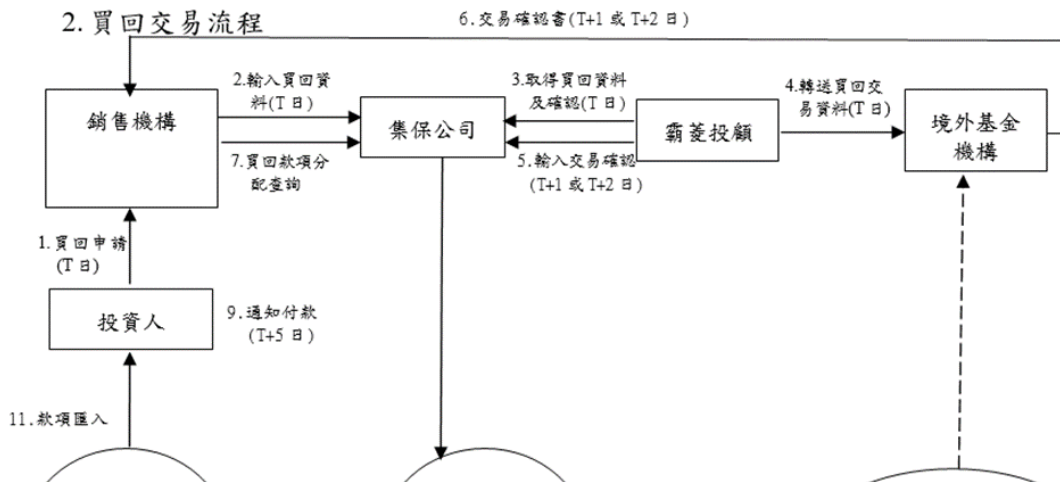 2.買回交易流程
6.交易確認書(T+1 或 T+2 日)
銷售機構
2.輸入買回資
料(T 日)
集保公司
3.取得買回資料
及確認(T 日)
霸菱投顧
4.轉送買回交
易資料(T 日)
境外基金
機構
7.買回款項分
配查詢
5.輸入交易確認
(T+1 或 T+2 日)
1.買回申請
(T 日)
投資人
9.通知付款
(T+5 日)
11.款項匯入